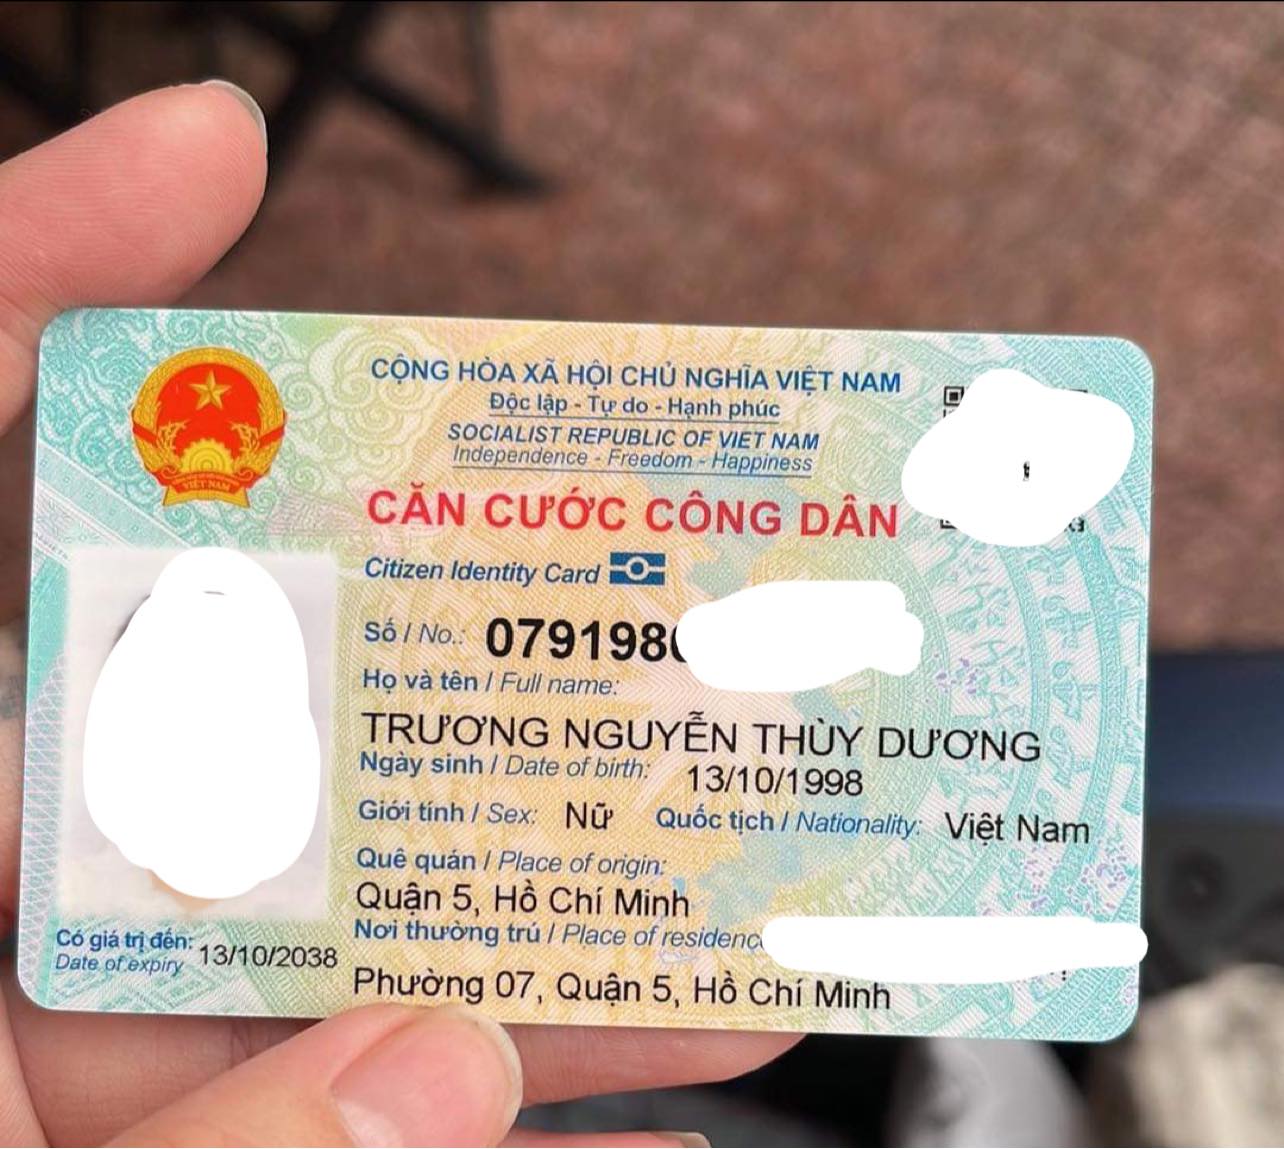 CỘNG HÒA XÃ HỘI CHỦ NGHĨA VIỆT NAM
Độc lập - Tự do - Hạnh phúc
SOCIALIST REPUBLIC OF VIET NAM
Independence - Freedom - Happiness
CĂN CƯỚC CÔNG DÂN
Citizen Identity Card
Số / No.: 079198
Họ và tên / Full name:
TRƯƠNG NGUYỄN THÙY DƯƠNG
Ngày sinh / Date of birth: 13/10/1998
Giới tính / Sex: Nữ Quốc tịch / Nationality: Việt Nam
Quê quán / Place of origin:
Quận 5, Hồ Chí Minh
Nơi thường trú / Place of residenc
Phường 07, Quận 5, Hồ Chí Minh
Có giá trị đến: 13/10/2038
Date of expiry
VIỆT NAM